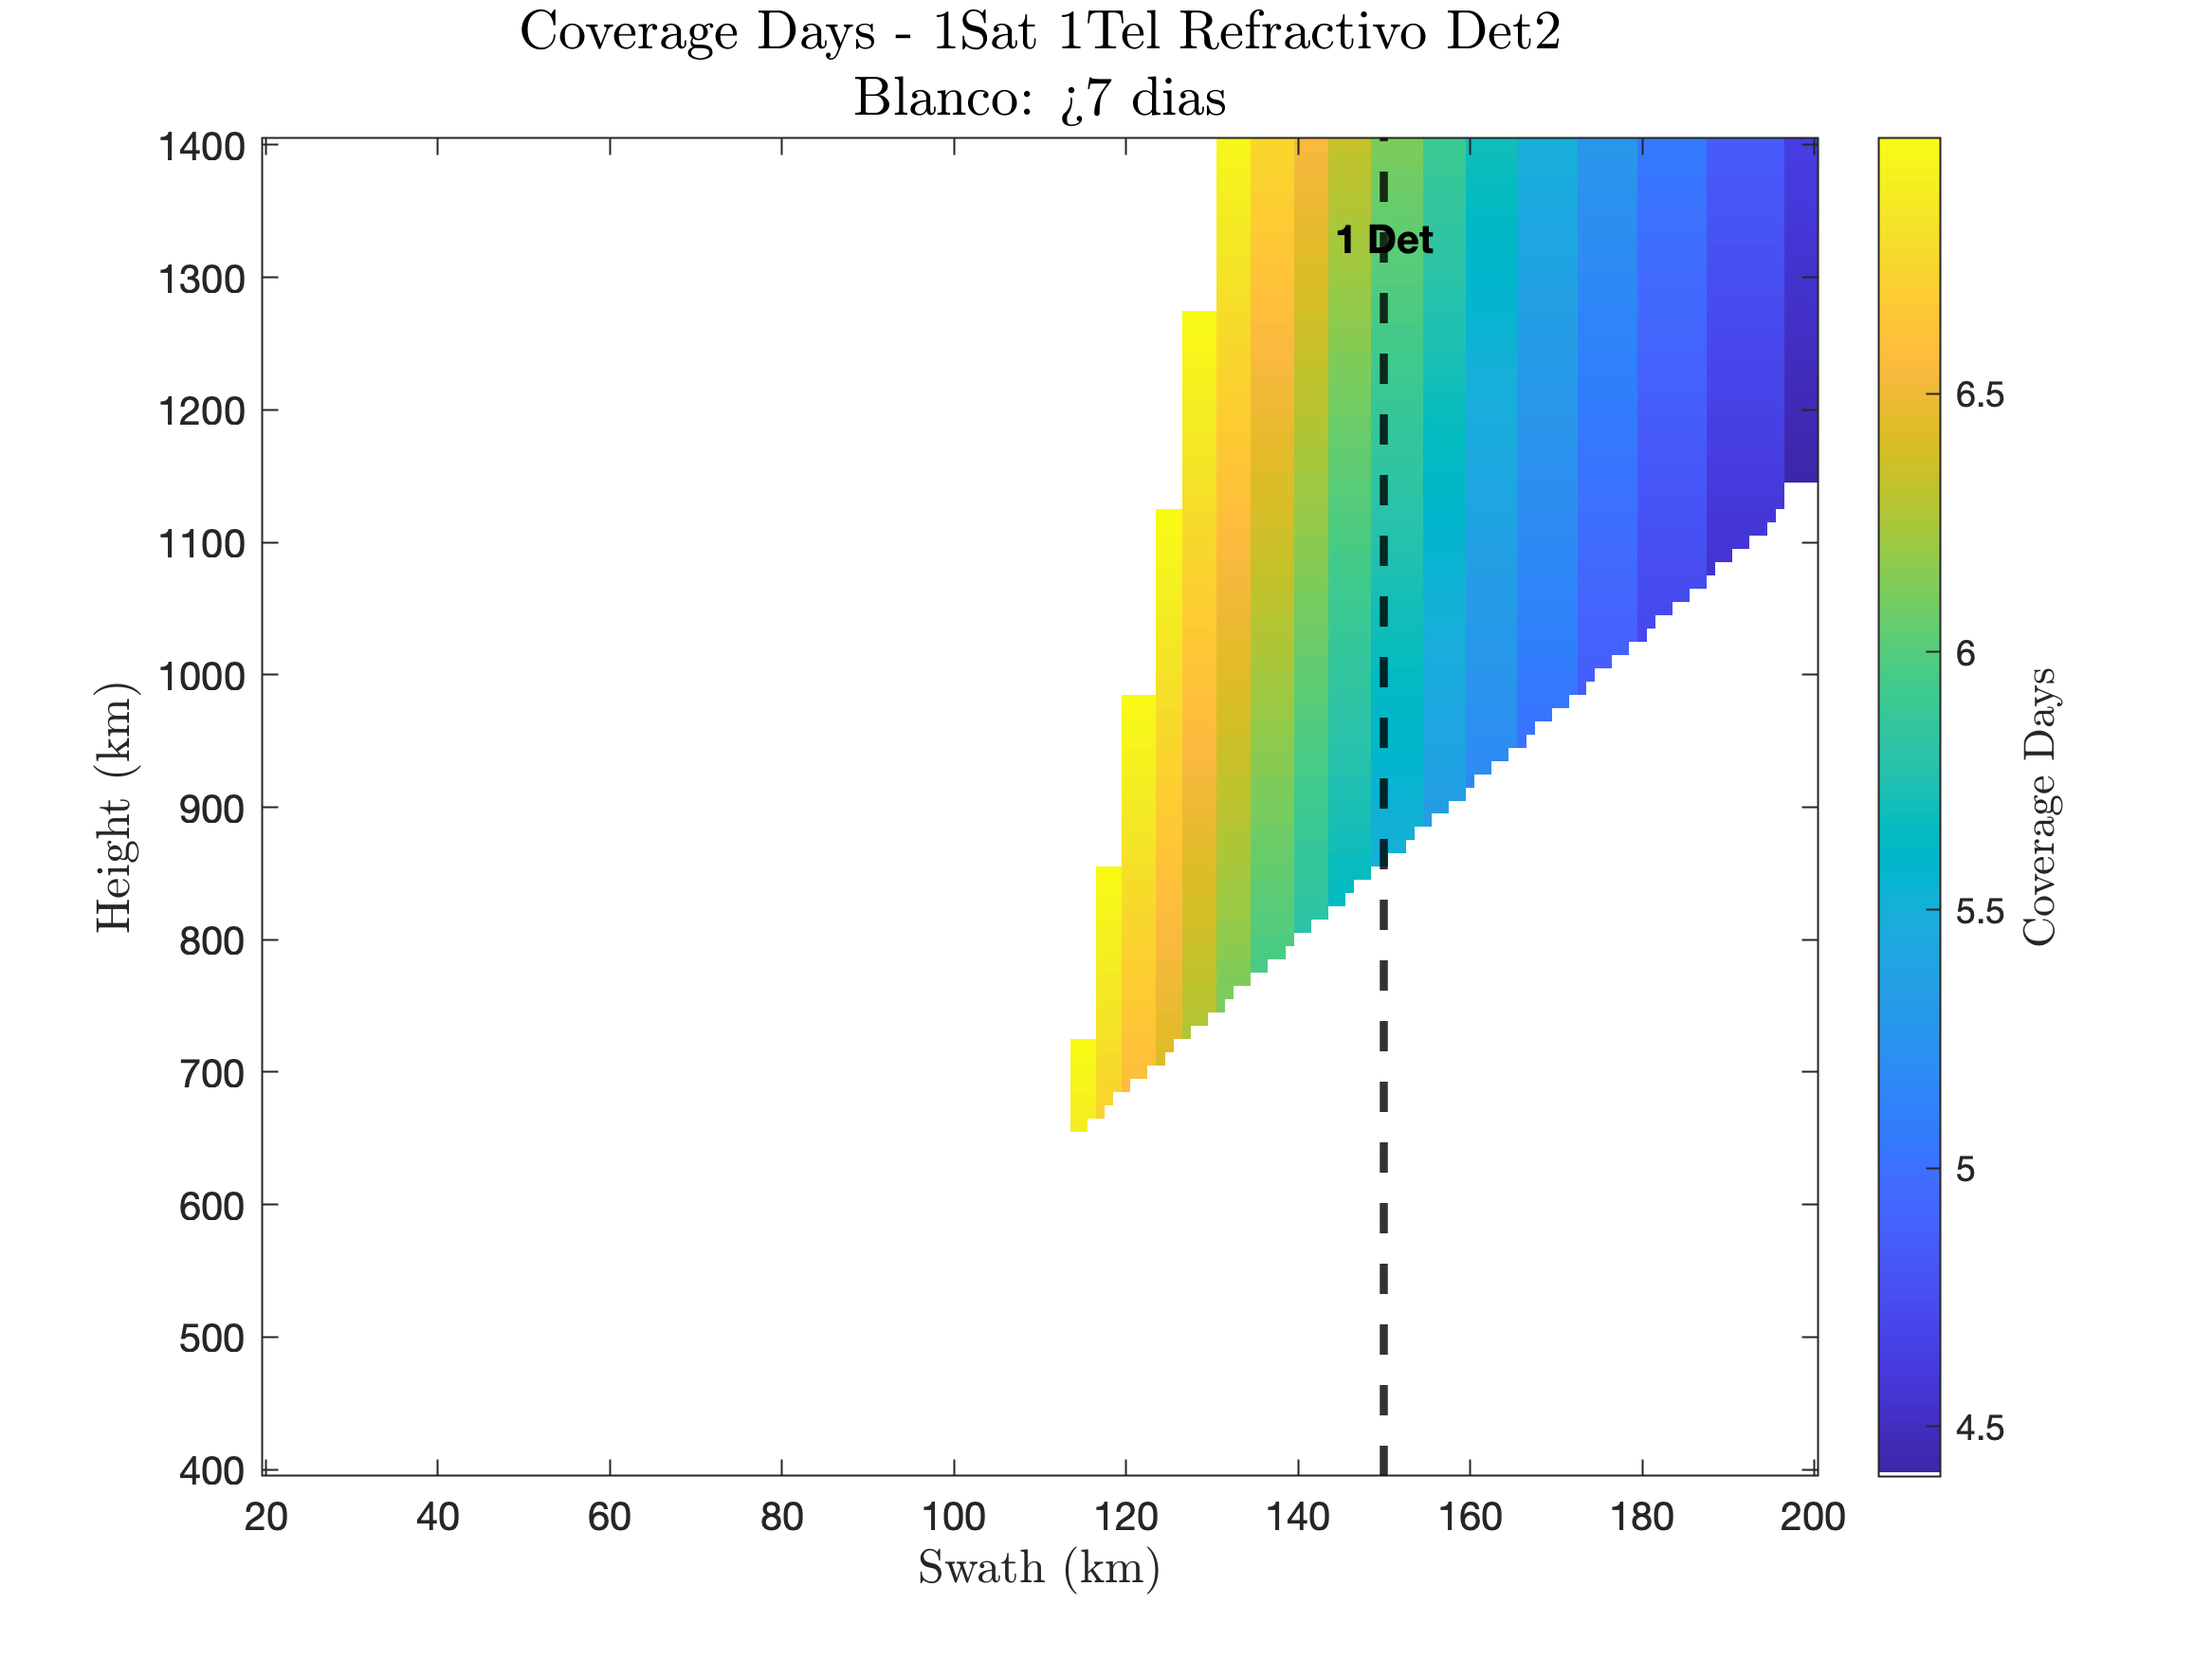 Coverage Days - 1Sat 1Tel Refractivo Det2
Blanco: ¿7 dias
1400
1300
1200
1100
1000
900
800
700
600
500
400
Height (km)
1 Det
20 40 60 80 100 120 140 160 180 200
Swath (km)
6.5
6
5.5
5
4.5
Coverage Days